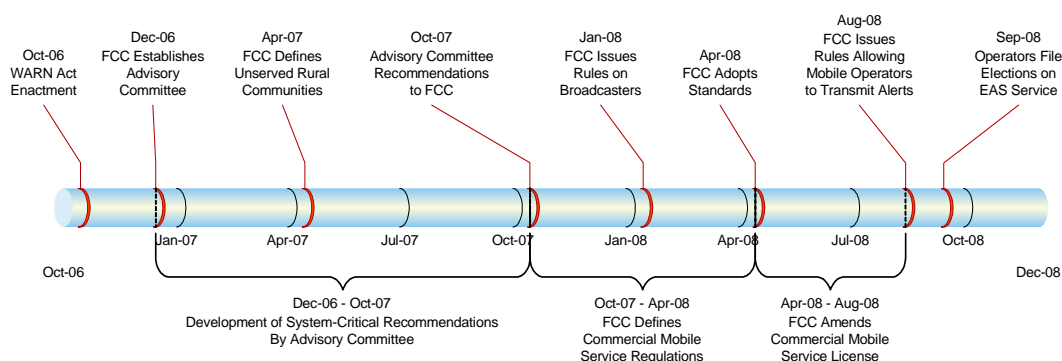 Oct-06
WARN Act
Enactment
Dec-06
FCC Establishes
Advisory
Committee
Apr-07
FCC Defines
Unserved Rural
Communities
Oct-07
Advisory Committee
Recommendations
to FCC
Jan-08
FCC Issues
Rules on
Broadcasters
Apr-08
FCC Adopts
Standards
Aug-08
FCC Issues
Rules Allowing
Mobile Operators
to Transmit Alerts
Sep-08
Operators File
Elections on
EAS Service
Jan-07
Apr-07
Jul-07
Oct-07
Jan-08
Apr-08
Jul-08
Oct-08
Oct-06
Dec-08
Dec-06 - Oct-07
Development of System-Critical Recommendations
By Advisory Committee
Oct-07 - Apr-08
FCC Defines
Commercial Mobile
Service Regulations
Apr-08 - Aug-08
FCC Amends
Commercial Mobile
Service License